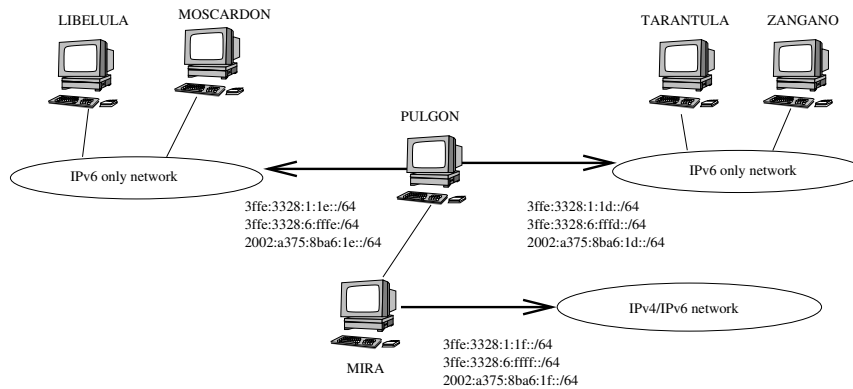 LIBELULA
MOSCARDON
TARANTULA
ZANGANO
PULGON
IPv6 only network
IPv6 only network
3ffe:3328:1:1e::/64
3ffe:3328:6:fffe:/64
2002:a375:8ba6:1e::/64
3ffe:3328:1:1d::/64
3ffe:3328:6:fffd::/64
2002:a375:8ba6:1d::/64
IPv4/IPv6 network
MIRA
3ffe:3328:1:1f::/64
3ffe:3328:6:ffff::/64
2002:a375:8ba6:1f::/64